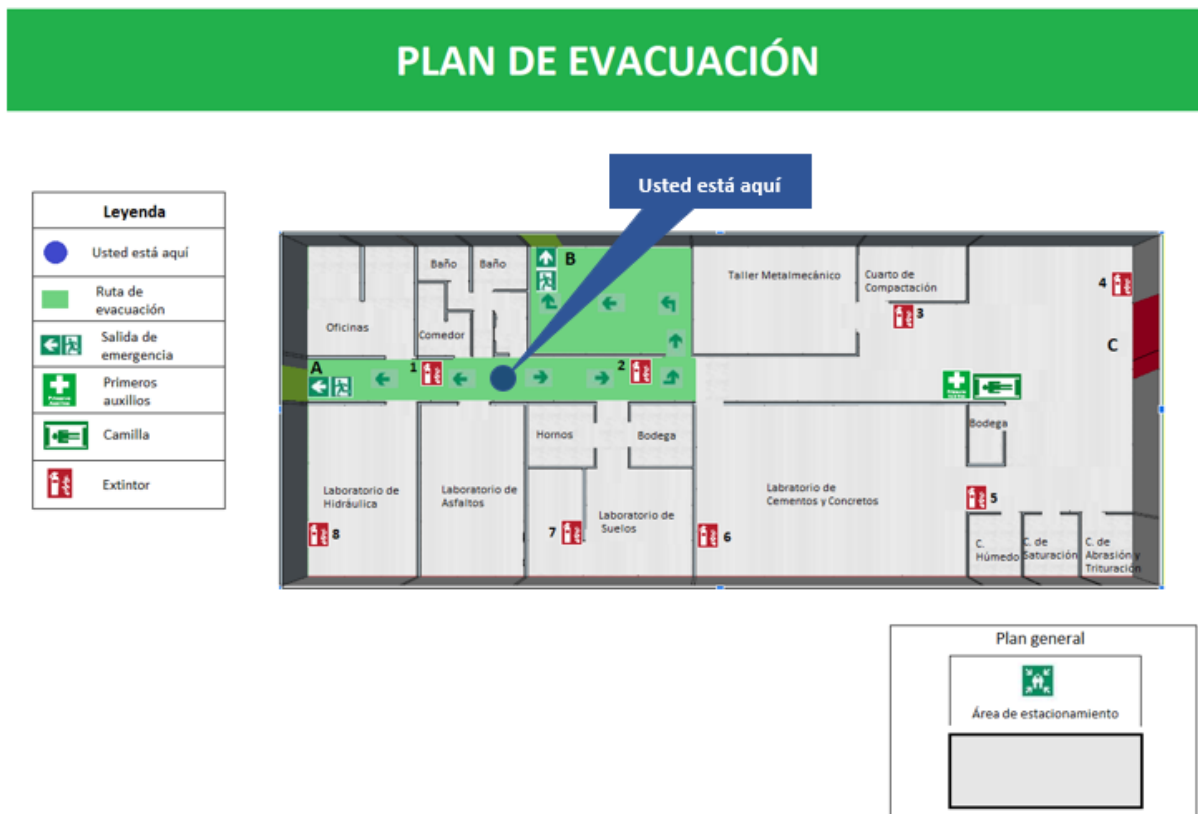 PLAN DE EVACUACIÓN
Usted está aquí
Leyenda
Usted está aquí
Ruta de
evacuación
Salida de
emergencia
Primeros
auxilios
Camilla
Extintor
Baño
Baño
B
Taller Metalmecánico
Cuarto de
Compactación
4
3
Oficinas
Comedor
C
A
1
2
Hornos
Bodega
Bodega
Laboratorio de
Hidráulica
Laboratorio de
Asfaltos
Labratorio de
Cementos y Concretos
Laboratorio de
Suelos
5
8
7
6
C.
Húmedo
C. de
Saturación
C. de
Abrasión y
Trituración
Plan general
Área de estacionamiento